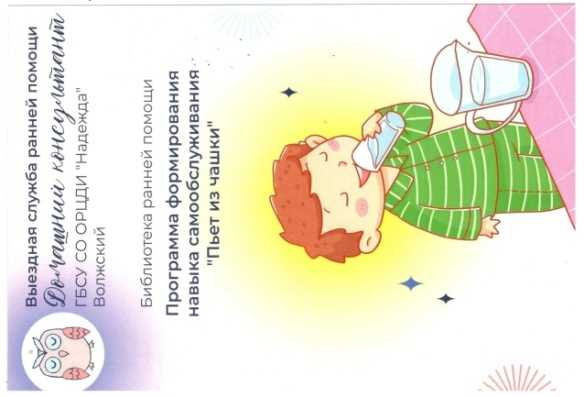 Выездная служба ранней помощи
Домашний консультант
ГБСУ СО ОРЦДИ "Надежда"
Волжский
Библиотека ранней помощи
Программа формирования
навыка самообслуживания
"Пьет из чашки"